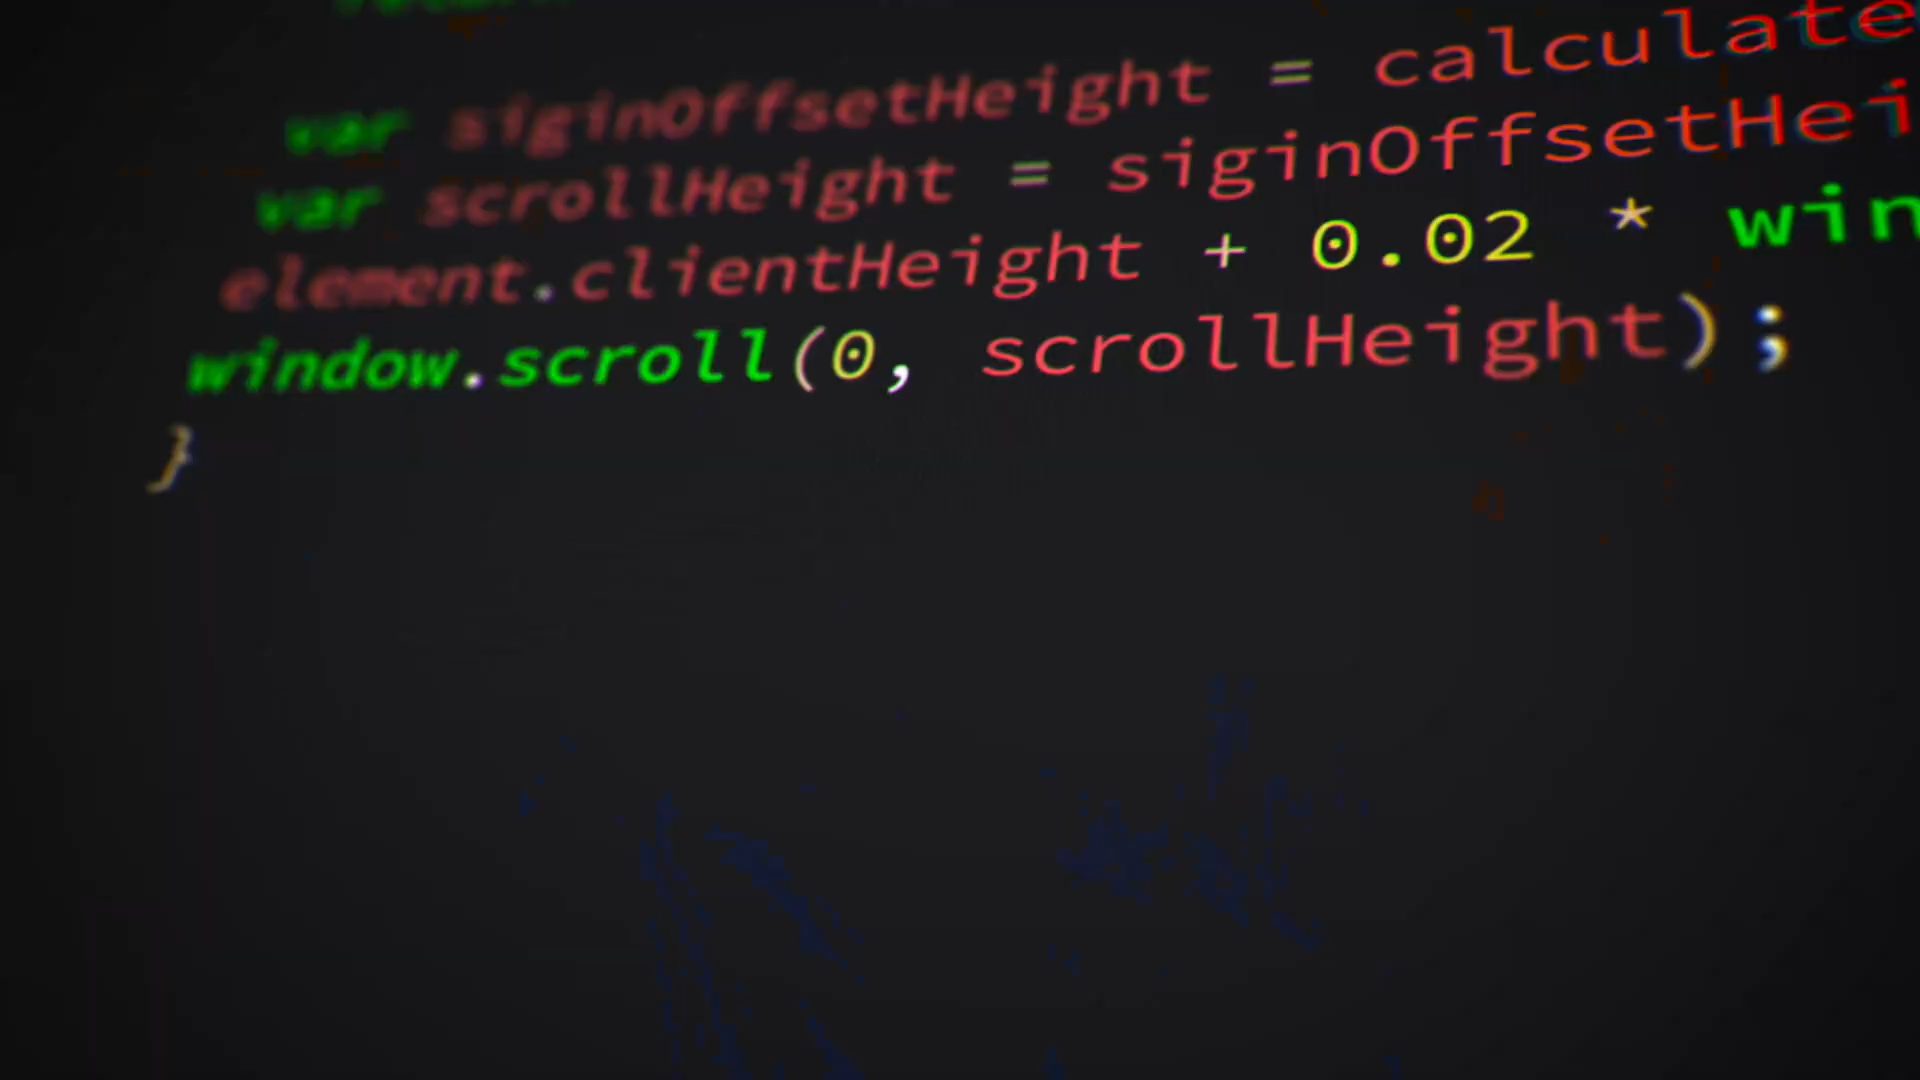 var siginOffsetHeight = calculate
var scrollHeight = siginOffsetHei
element.clientHeight + 0.02 * win
window.scroll(0, scrollHeight);
}